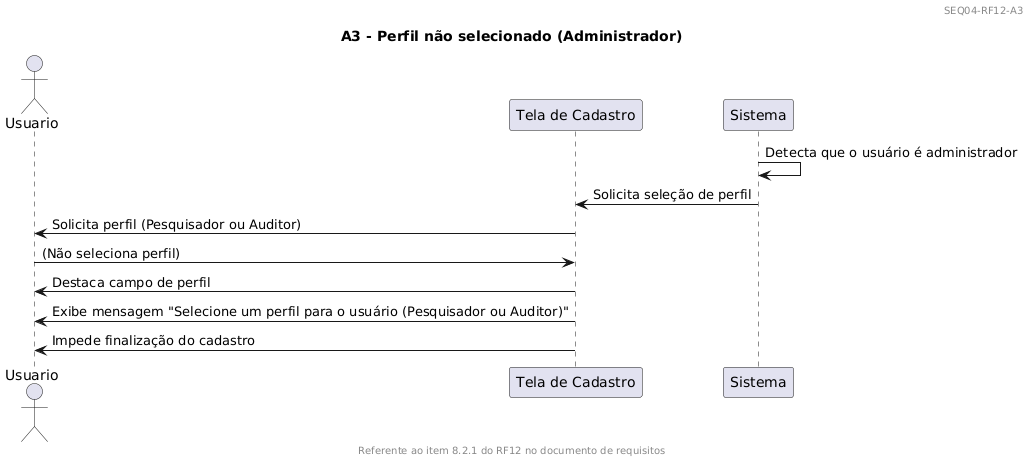 SEQ04-RF12-A3
A3 - Perfil não selecionado (Administrador)
Usuario
Tela de Cadastro
Sistema
Detecta que o usuário é administrador
Solicita seleção de perfil
Solicita perfil (Pesquisador ou Auditor)
(Não seleciona perfil)
Destaca campo de perfil
Exibe mensagem "Selecione um perfil para o usuário (Pesquisador ou Auditor)"
Impede finalização do cadastro
Usuario
Tela de Cadastro
Sistema
Referente ao item 8.2.1 do RF12 no documento de requisitos